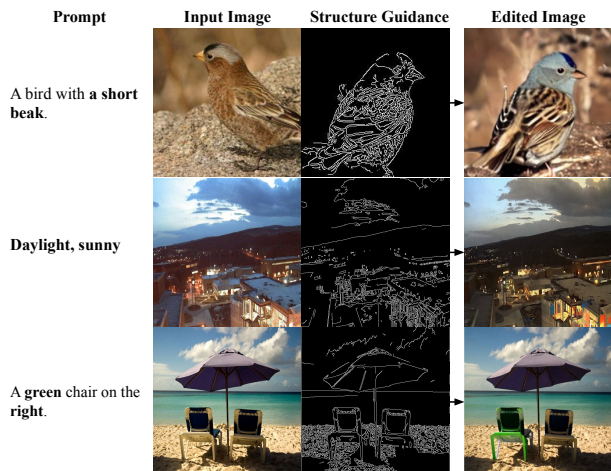 Prompt Input Image Structure Guidance Edited Image
A bird with a short
beak.
Daylight, sunny
A green chair on the
right.